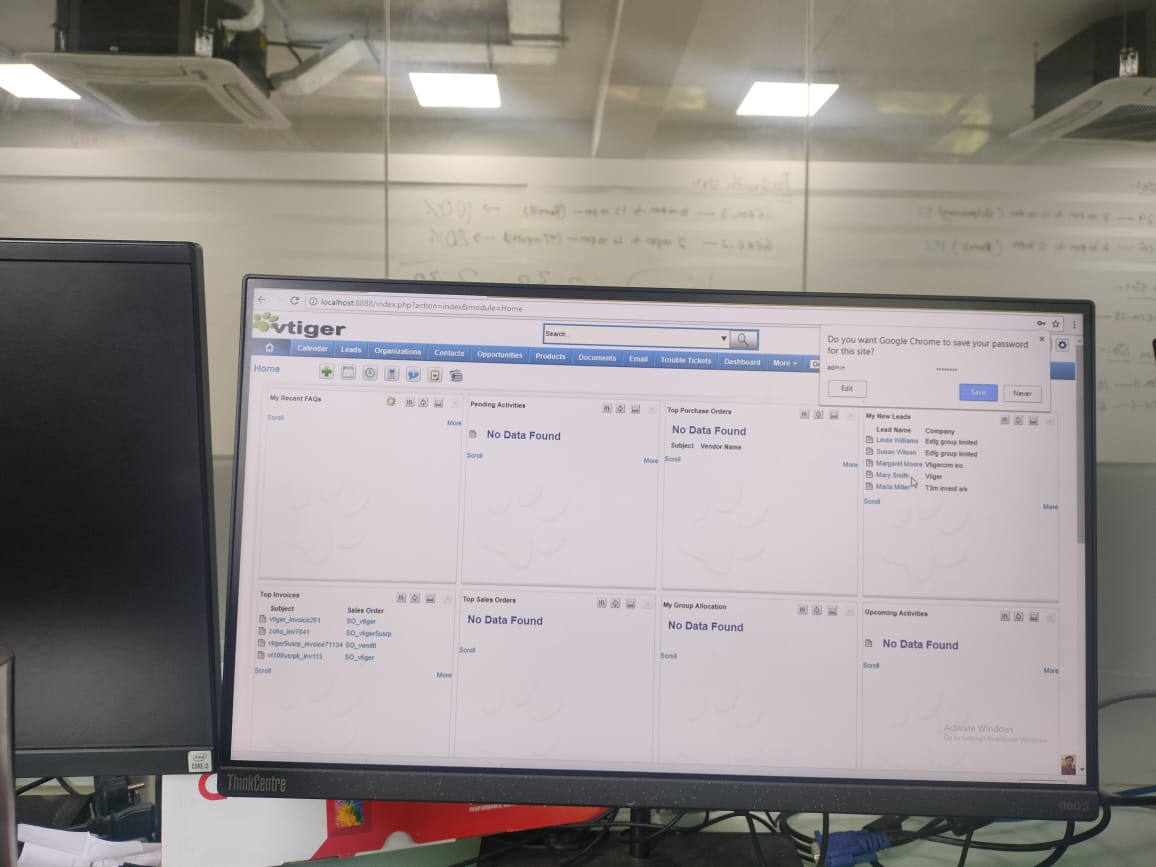 localhost:8888/index.php?action=index&module=Home
vtiger
Search...
Do you want Google Chrome to save your password
for this site?
admin
••••••••
Edit
Save
Never
Calendar Leads Organizations Contacts Opportunities Products Documents Email Trouble Tickets Dashboard More
Home
My Recent FAQs
Scroll
More
Pending Activities
No Data Found
Scroll
More
Top Purchase Orders
No Data Found
Subject Vendor Name
Scroll
More
My New Leads
Lead Name Company
Linda Williams Edfg group limited
Susan Wilson Edfg group limited
Margaret Moore Vtigercrm inc
Mary Smith Vtiger
Maria Miller T3m invest a/s
Scroll
More
Top Invoices
Subject Sales Order
vtiger_invoice201 SO_vtiger
zoho_inv7841 SO_vtiger5usrp
vtiger5usrp_invoice71134 SO_vendtl
vt100usrpk_inv113 SO_vtiger
Scroll
More
Top Sales Orders
No Data Found
Scroll
My Group Allocation
No Data Found
Scroll
Upcoming Activities
No Data Found
Scroll
More
Activate Windows
Go to Settings to activate Windows.
intel
CORE i3
ThinkCentre
neo3